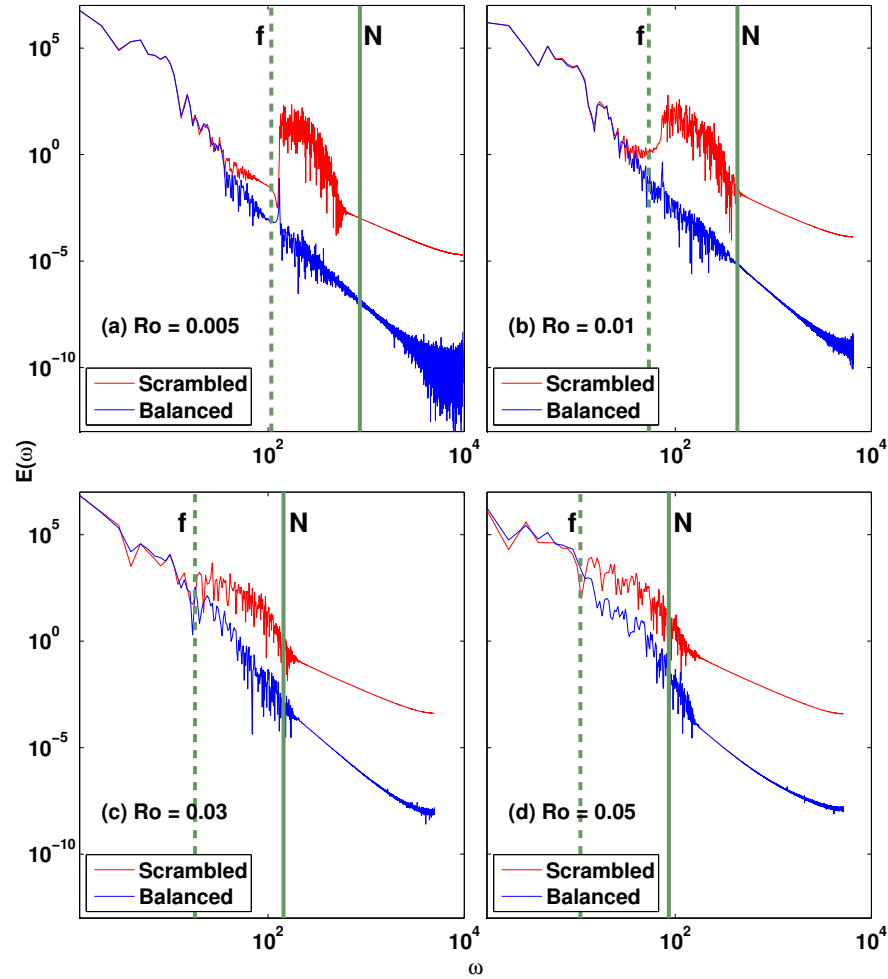 f N f N
10^5
10^0
10^-5
10^-10
(a) Ro = 0.005 (b) Ro = 0.01
Scrambled Scrambled
Balanced Balanced
10^2 10^4 10^2 10^4
E(ω)
f N f N
10^5
10^0
10^-5
10^-10
(c) Ro = 0.03 (d) Ro = 0.05
Scrambled Scrambled
Balanced Balanced
10^2 10^4 10^2 10^4
ω